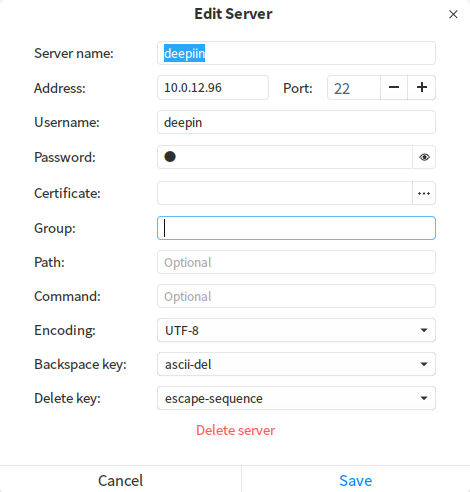 Edit Server
Server name: deepiin
Address: 10.0.12.96 Port: 22
Username: deepin
Password:
Certificate:
Group:
Path: Optional
Command: Optional
Encoding: UTF-8
Backspace key: ascii-del
Delete key: escape-sequence
Delete server
Cancel Save